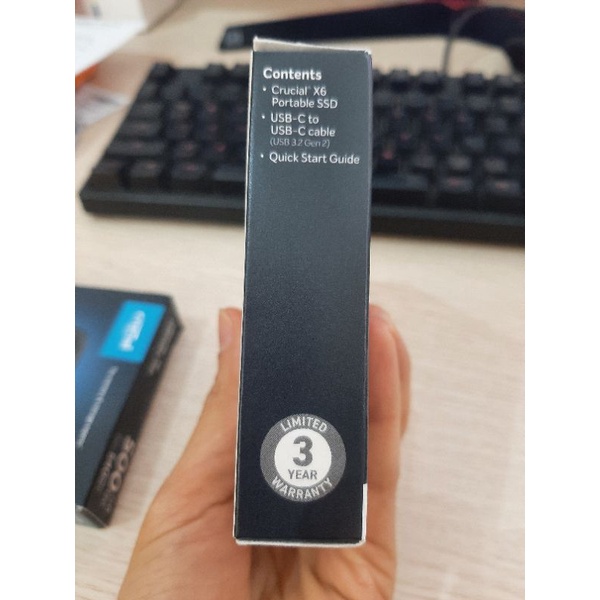 Contents
• Crucial® X6
Portable SSD
• USB-C to
USB-C cable
(USB 3.2 Gen 2)
• Quick Start Guide
LIMITED
3
YEAR
WARRANTY
crucial